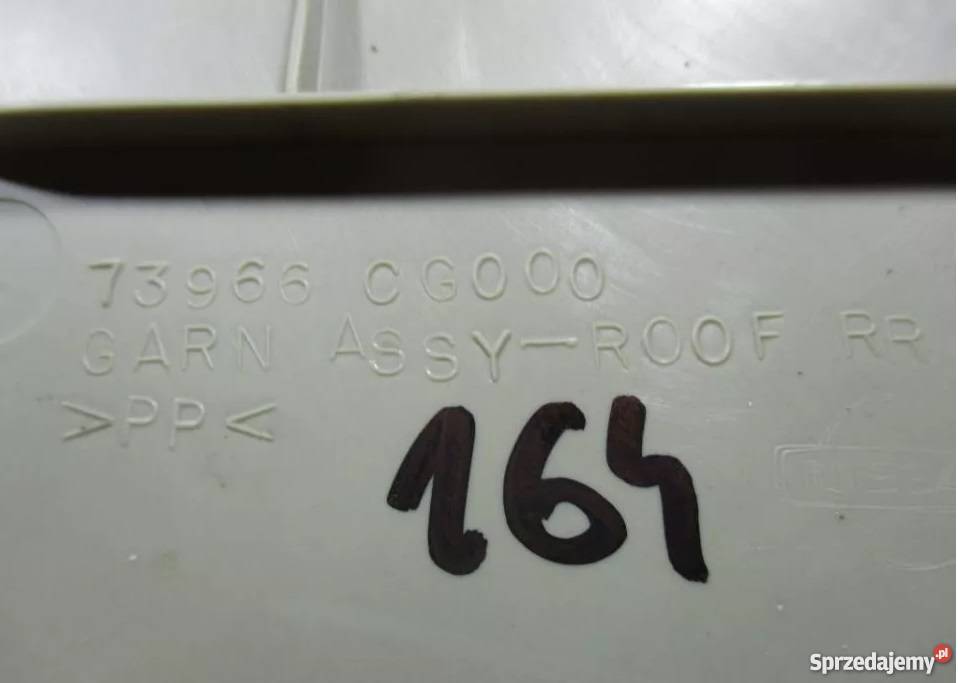 73966 CG000
GARN ASSY-ROOF RR
>PP<
164
Sprzedajemy.pl